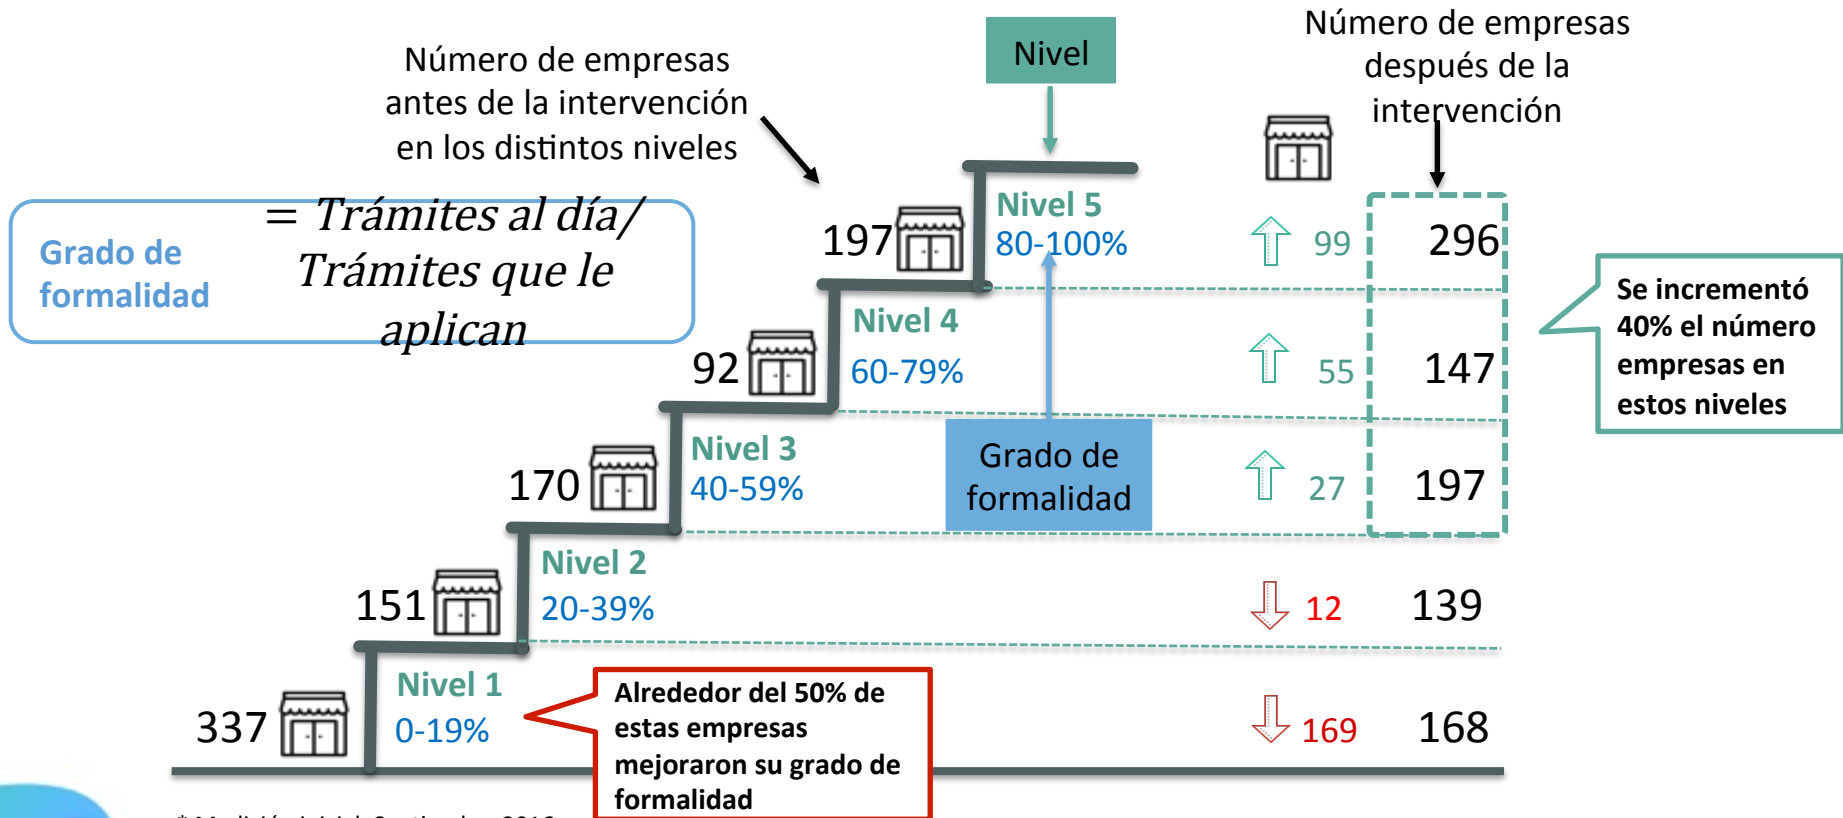 Número de empresas
antes de la intervención
en los distintos niveles
Nivel
Número de empresas
después de la
intervención
Grado de
formalidad
= Trámites al día/
Trámites que le
aplican
197
Nivel 5
80-100%
99
296
92
Nivel 4
60-79%
55
147
Se incrementó
40% el número
empresas en
estos niveles
170
Nivel 3
40-59%
Grado de
formalidad
27
197
151
Nivel 2
20-39%
12
139
337
Nivel 1
0-19%
Alrededor del 50% de
estas empresas
mejoraron su grado de
formalidad
169
168